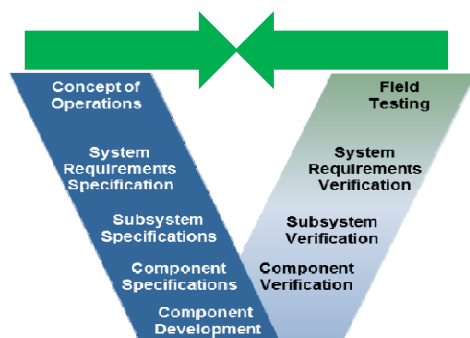 Concept of
Operations
System
Requirements
Specification
Subsystem
Specifications
Component
Specifications
Component
Development
Field
Testing
System
Requirements
Verification
Subsystem
Verification
Component
Verification